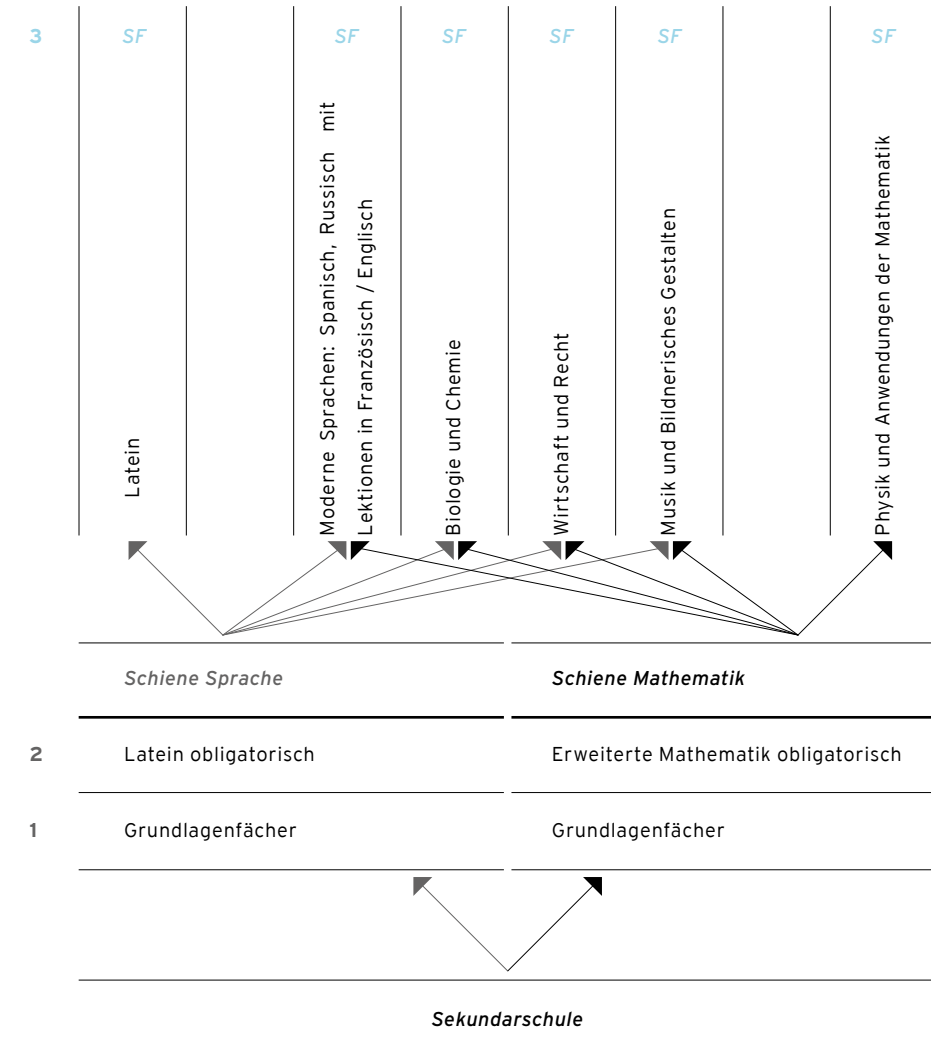 3 SF SF SF SF SF SF
Latein
Moderne Sprachen: Spanisch, Russisch mit
Lektionen in Französisch / Englisch
Biologie und Chemie
Wirtschaft und Recht
Musik und Bildnerisches Gestalten
Physik und Anwendungen der Mathematik
Schiene Sprache Schiene Mathematik
2 Latein obligatorisch Erweiterte Mathematik obligatorisch
1 Grundlagenfächer Grundlagenfächer
Sekundarschule